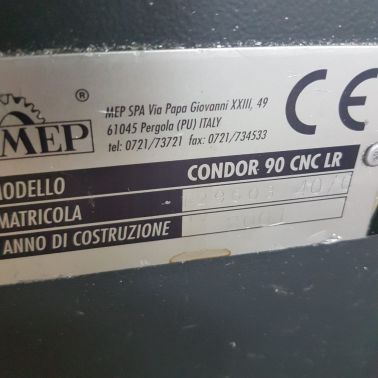 MEP ®
MEP SPA Via Papa Giovanni XXIII, 49
61045 Pergola (PU) ITALY
tel: 0721/73721 fax: 0721/734533
CE
MODELLO CONDOR 90 CNC LR
MATRICOLA
ANNO DI COSTRUZIONE 2001